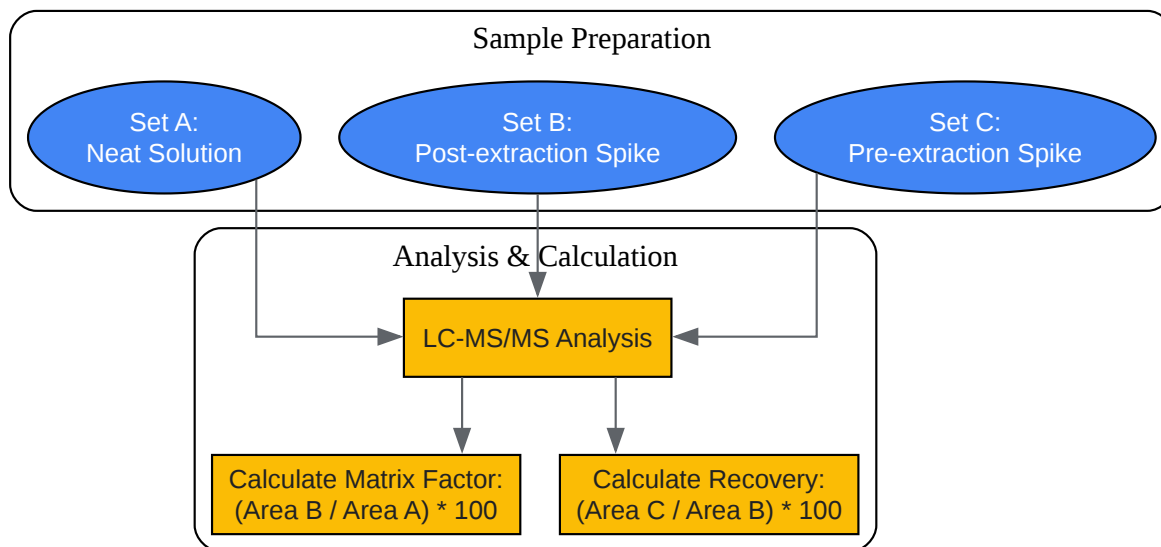 Sample Preparation
Set A:
Neat Solution
Set B:
Post-extraction Spike
Set C:
Pre-extraction Spike
Analysis & Calculation
LC-MS/MS Analysis
Calculate Matrix Factor:
(Area B / Area A) * 100
Calculate Recovery:
(Area C / Area B) * 100